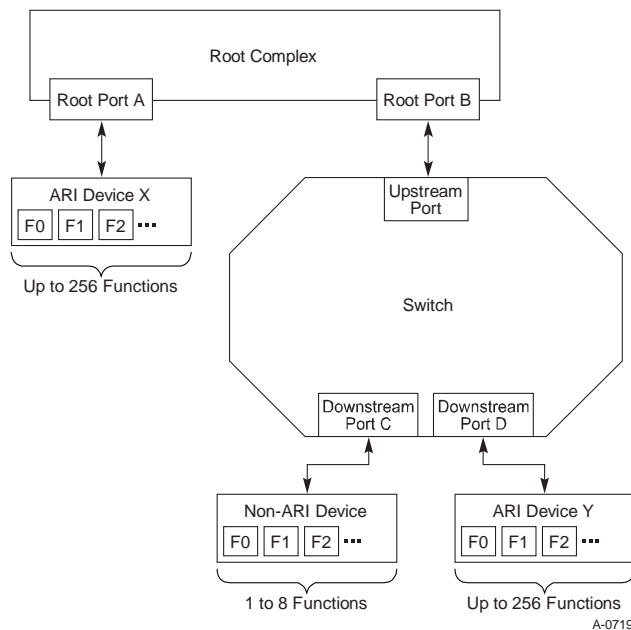 Root Complex
Root Port A
Root Port B
ARI Device X
F0 F1 F2 ...
Up to 256 Functions
Upstream
Port
Switch
Downstream
Port C
Downstream
Port D
Non-ARI Device
F0 F1 F2 ...
1 to 8 Functions
ARI Device Y
F0 F1 F2 ...
Up to 256 Functions
A-0719